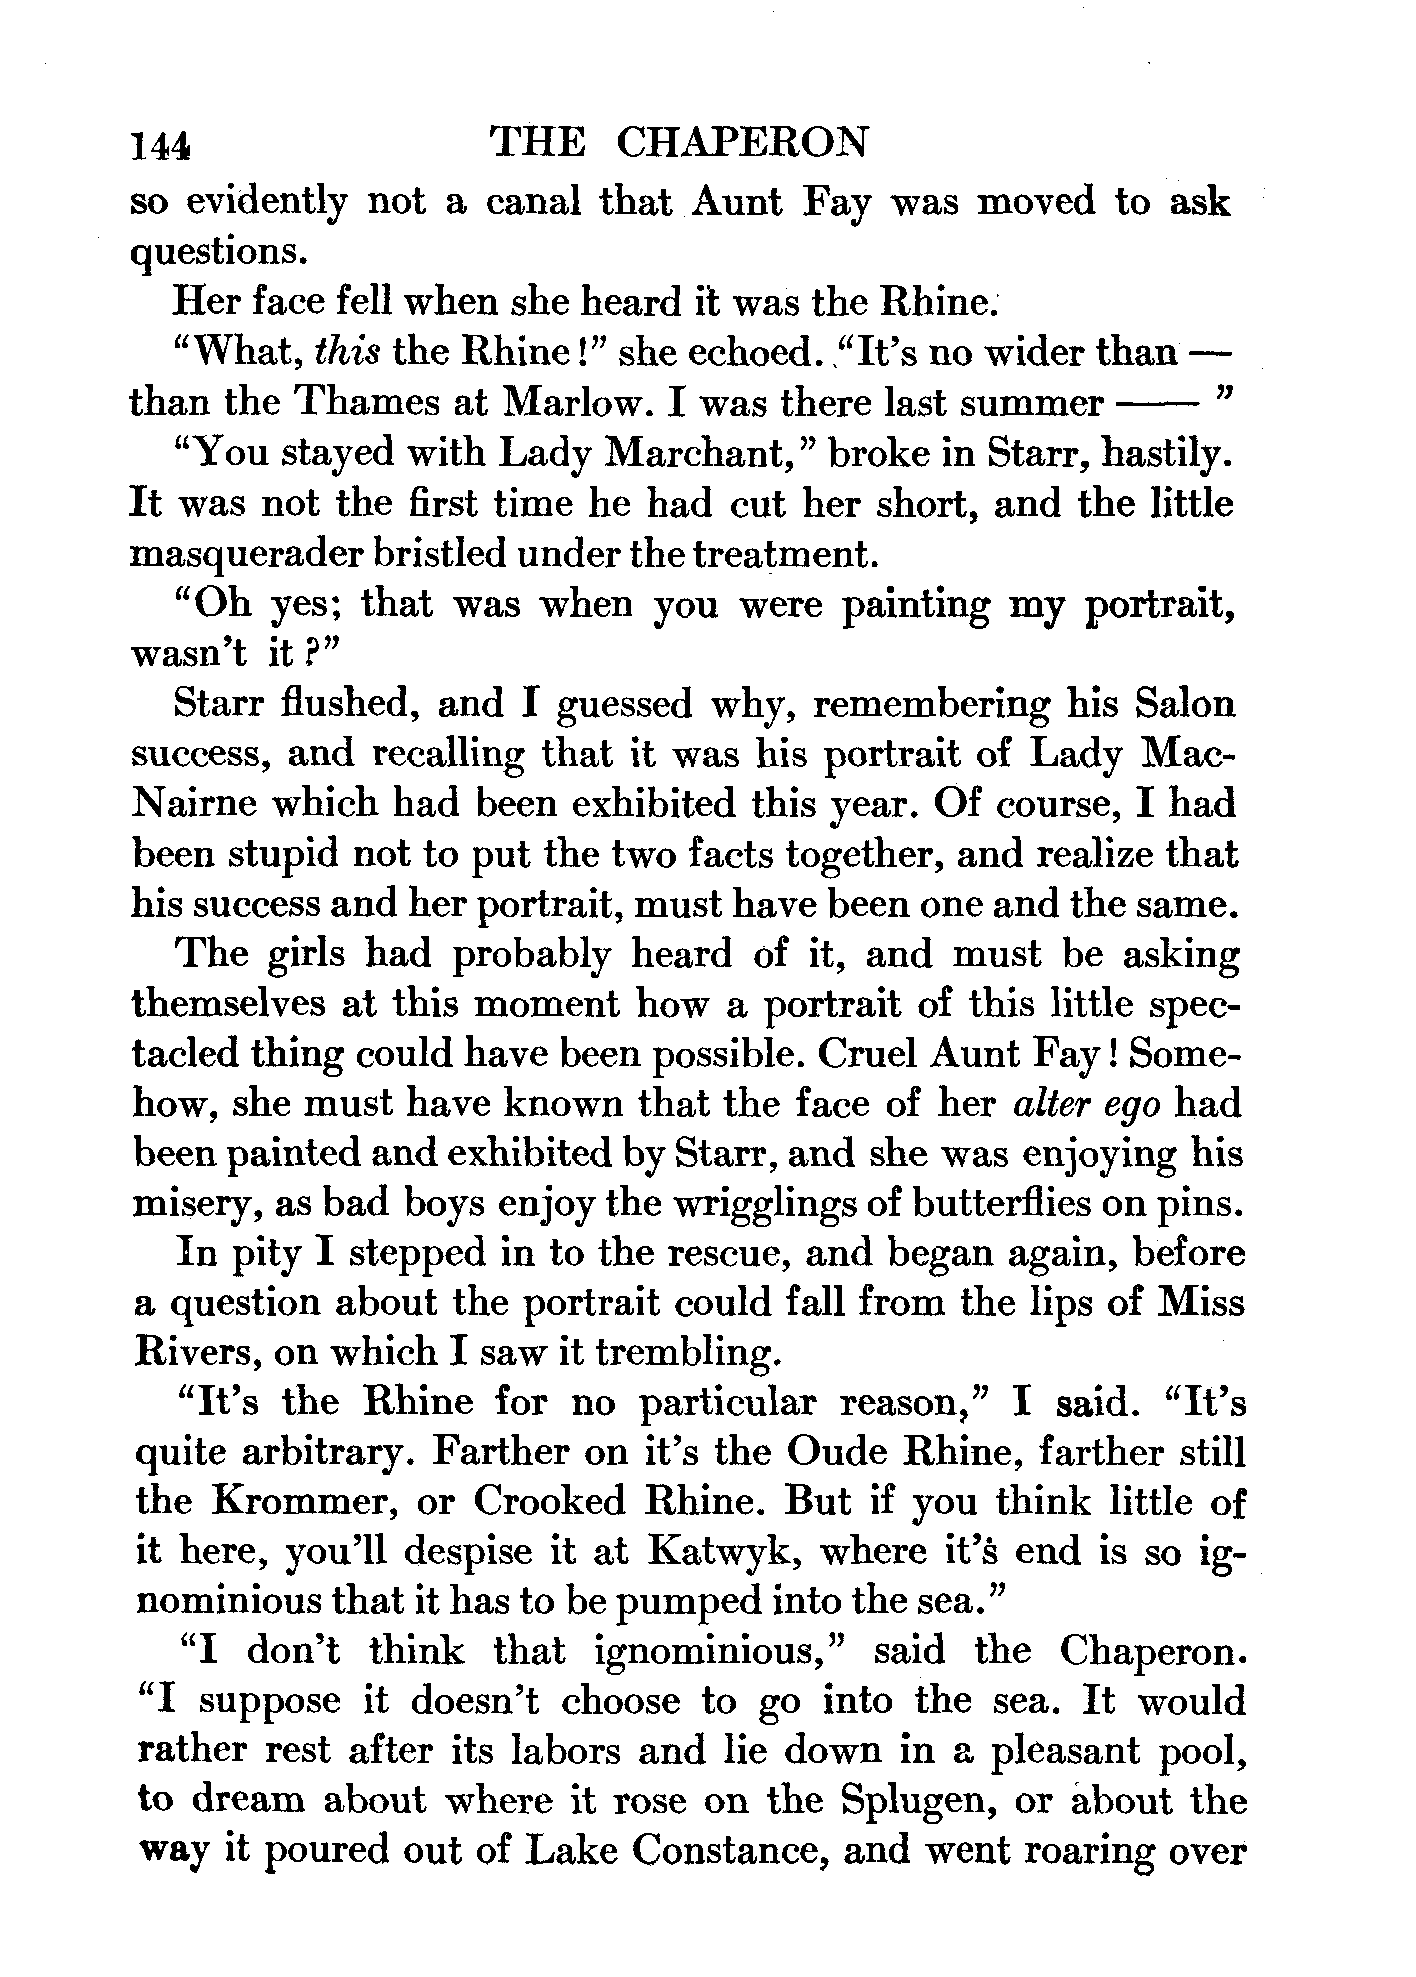 144 THE CHAPERON
so evidently not a canal that Aunt Fay was moved to ask
questions.
Her face fell when she heard it was the Rhine.
"What, this the Rhine!" she echoed. "It's no wider than —
than the Thames at Marlow. I was there last summer —— "
"You stayed with Lady Marchant," broke in Starr, hastily.
It was not the first time he had cut her short, and the little
masquerader bristled under the treatment.
"Oh yes; that was when you were painting my portrait,
wasn't it?"
Starr flushed, and I guessed why, remembering his Salon
success, and recalling that it was his portrait of Lady Mac-
Nairne which had been exhibited this year. Of course, I had
been stupid not to put the two facts together, and realize that
his success and her portrait, must have been one and the same.
The girls had probably heard of it, and must be asking
themselves at this moment how a portrait of this little spec-
tacled thing could have been possible. Cruel Aunt Fay! Some-
how, she must have known that the face of her alter ego had
been painted and exhibited by Starr, and she was enjoying his
misery, as bad boys enjoy the wrigglings of butterflies on pins.
In pity I stepped in to the rescue, and began again, before
a question about the portrait could fall from the lips of Miss
Rivers, on which I saw it trembling.
"It's the Rhine for no particular reason," I said. "It's
quite arbitrary. Farther on it's the Oude Rhine, farther still
the Krommer, or Crooked Rhine. But if you think little of
it here, you'll despise it at Katwyk, where it's end is so ig-
nominious that it has to be pumped into the sea."
"I don't think that ignominious," said the Chaperon.
"I suppose it doesn't choose to go into the sea. It would
rather rest after its labors and lie down in a pleasant pool,
to dream about where it rose on the Splugen, or about the
way it poured out of Lake Constance, and went roaring over